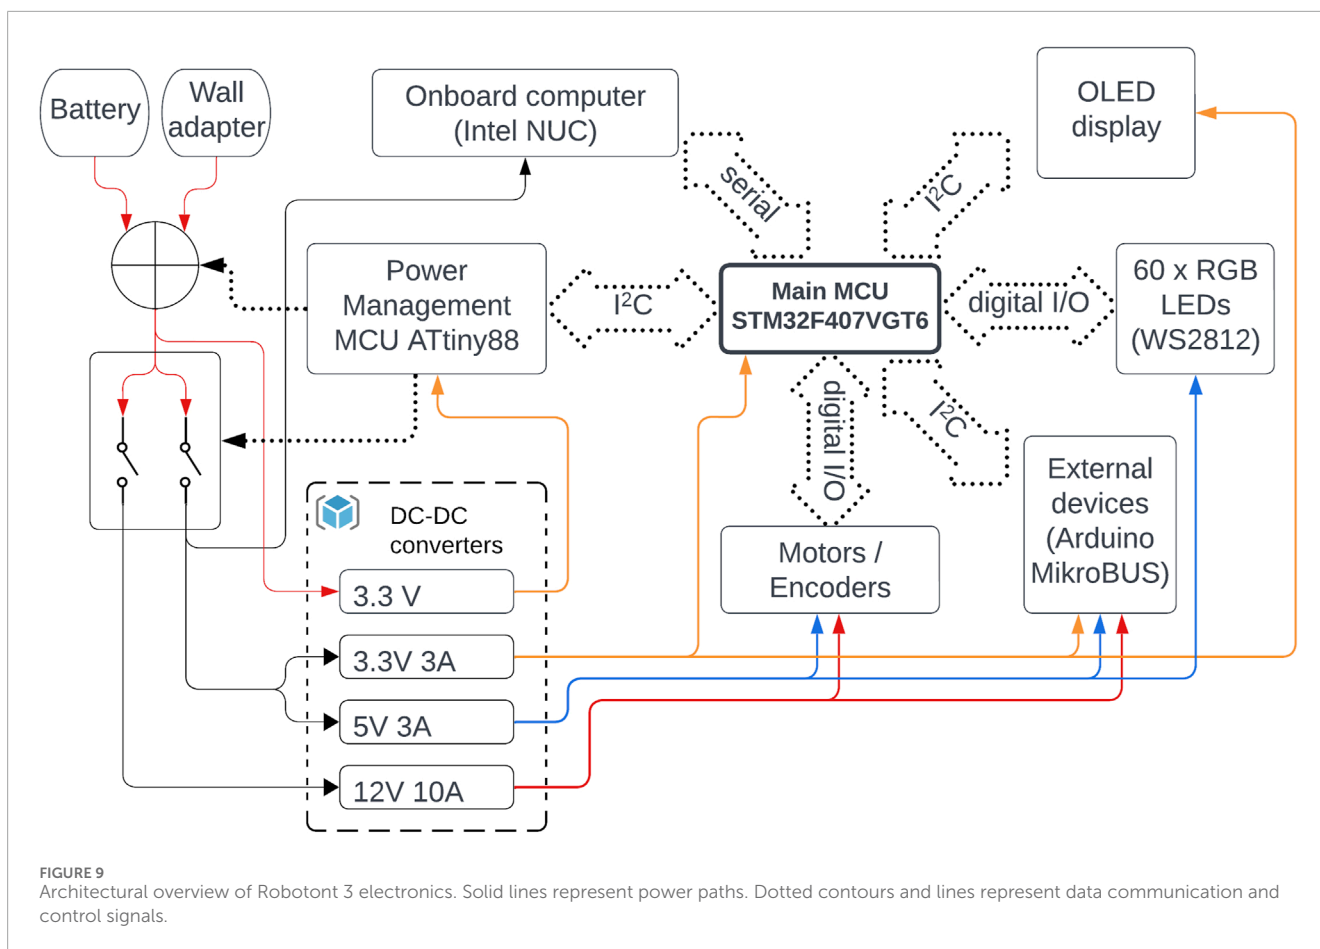 Battery
Wall
adapter
Onboard computer
(Intel NUC)
OLED
display
serial
I²C
Power
Management
MCU ATtiny88
I²C
Main MCU
STM32F407VGT6
digital I/O
60 x RGB
LEDs
(WS2812)
digital I/O
I²C
External
devices
(Arduino
MikroBUS)
DC-DC
converters
Motors /
Encoders
3.3 V
3.3V 3A
5V 3A
12V 10A
FIGURE 9
Architectural overview of Robotont 3 electronics. Solid lines represent power paths. Dotted contours and lines represent data communication and
control signals.